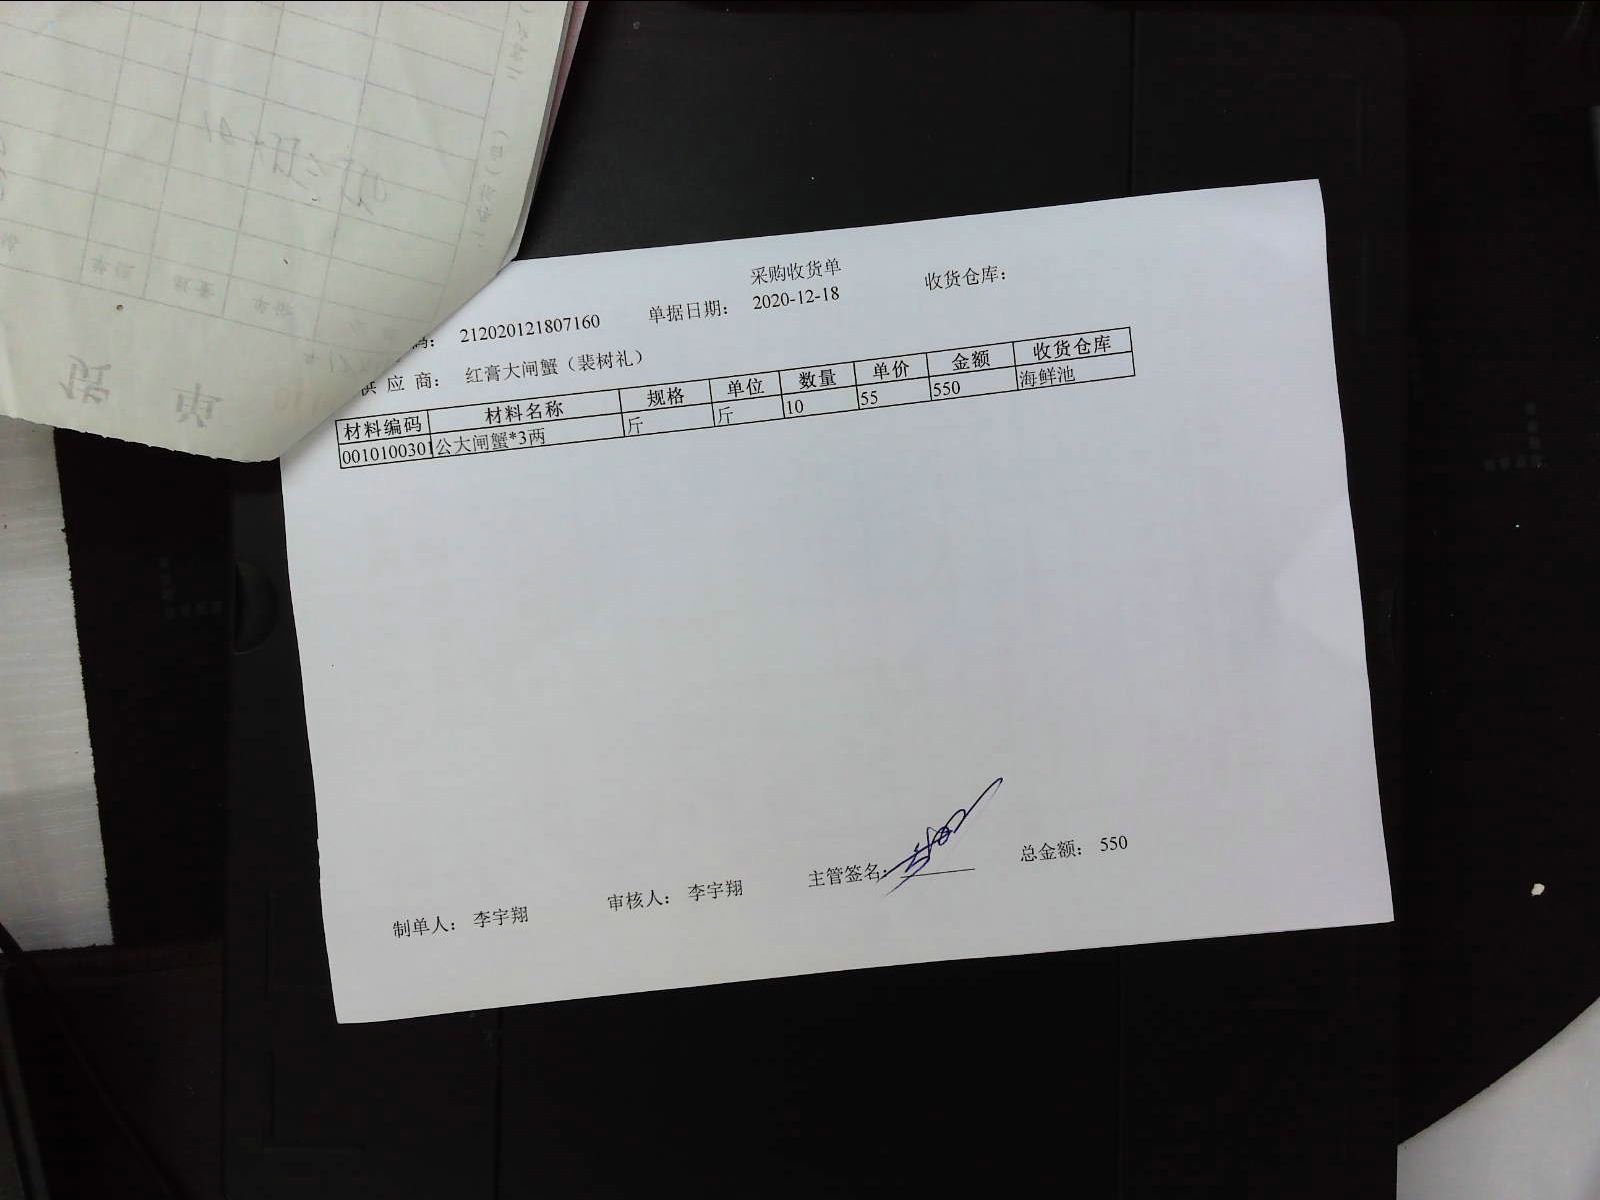 采购收货单
码： 212020121807160 单据日期： 2020-12-18 收货仓库：
供 应 商： 红膏大闸蟹（裴树礼）
材料编码 材料名称 规格 单位 数量 单价 金额 收货仓库
0010100301 公大闸蟹*3两 斤 斤 10 55 550 海鲜池
制单人： 李宇翔 审核人： 李宇翔 主管签名: 总金额： 550